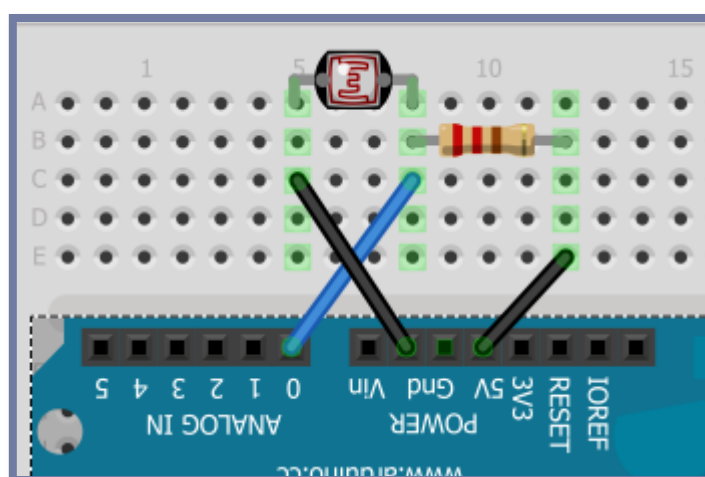 1 5 10 15
A
B
C
D
E
5 4 3 2 1 0
ANALOG IN
Vin Gnd 5V 3V3 RESET IOREF
POWER
www.arduino.cc